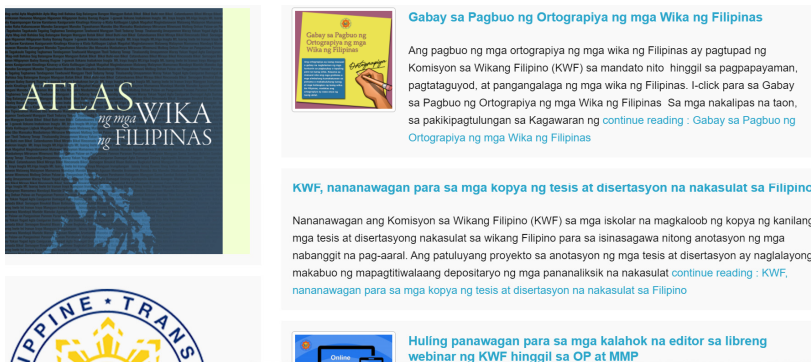 ATLAS
ng mga WIKA
ng FILIPINAS
PPINE ★ TRANS
Gabay sa Pagbuo ng
Ortograpiya ng mga
Wika ng Filipinas
Gabay sa Pagbuo ng Ortograpiya ng mga Wika ng Filipinas
Ang pagbuo ng mga ortograpiya ng mga wika ng Filipinas ay pagtupad ng
Komisyon sa Wikang Filipino (KWF) sa mandato nito hinggil sa pagpapayaman,
pagtataguyod, at pangangalaga ng mga wika ng Filipinas. I-click para sa Gabay
sa Pagbuo ng Ortograpiya ng mga Wika ng Filipinas Sa mga nakalipas na taon,
sa pakikipagtulungan sa Kagawaran ng continue reading : Gabay sa Pagbuo ng
Ortograpiya ng mga Wika ng Filipinas
KWF, nananawagan para sa mga kopya ng tesis at disertasyon na nakasulat sa Filipino
Nananawagan ang Komisyon sa Wikang Filipino (KWF) sa mga iskolar na magkaloob ng kopya ng kanilang
mga tesis at disertasyong nakasulat sa wikang Filipino para sa isinasagawa nitong anotasyon ng mga
nabanggit na pag-aaral. Ang patuluyang proyekto sa anotasyon ng mga tesis at disertasyon ay naglalayong
makabuo ng mapagtitiwalaang depositaryo ng mga pananaliksik na nakasulat continue reading : KWF,
nananawagan para sa mga kopya ng tesis at disertasyon na nakasulat sa Filipino
Online
Huling panawagan para sa mga kalahok na editor sa libreng
webinar ng KWF hinggil sa OP at MMP